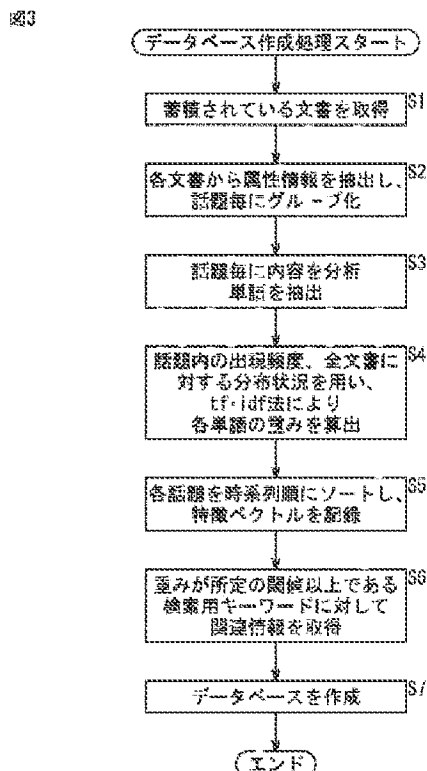 図3
データベース作成処理スタート
蓄積されている文書を取得
S1
各文書から属性情報を抽出し、
話題毎にグループ化
S2
話題毎に内容を分析
単語を抽出
S3
話題内の出現頻度、全文書に
対する分布状況を用い、
tf・idf法により
各単語の重みを算出
S4
各話題を時系列順にソートし、
特徴ベクトルを記録
S5
重みが所定の閾値以上である
検索用キーワードに対して
関連情報を取得
S6
データベースを作成
S7
エンド